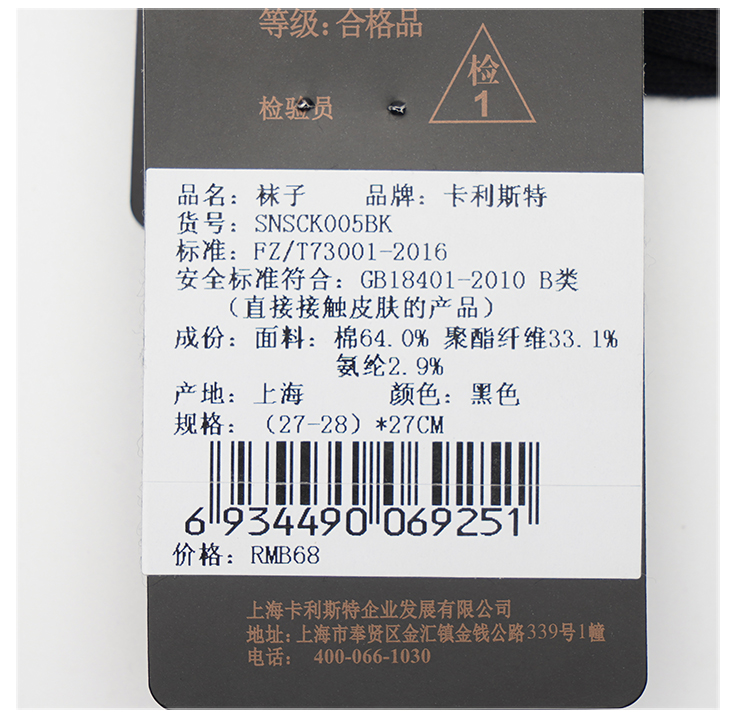 等级:合格品
检验员
检
1
品名: 袜子 品牌: 卡利斯特
货号: SNSCK005BK
标准: FZ/T73001-2016
安全标准符合: GB18401-2010 B类
(直接接触皮肤的产品)
成份: 面料: 棉64.0% 聚酯纤维33.1%
氨纶2.9%
产地: 上海 颜色: 黑色
规格: (27-28) *27CM
6 934490 069251
价格: RMB68
上海卡利斯特企业发展有限公司
地址: 上海市奉贤区金汇镇金钱公路339号1幢
电话: 400-066-1030